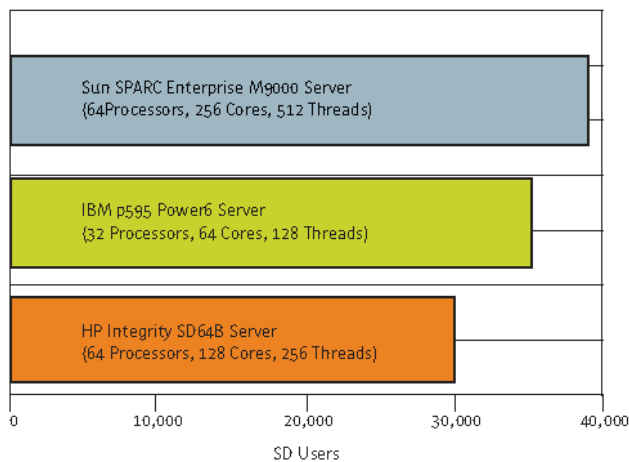 Sun SPARC Enterprise M9000 Server
(64Processors, 256 Cores, 512 Threads)
IBM p595 Power6 Server
(32 Processors, 64 Cores, 128 Threads)
HP Integrity SD64B Server
(64 Processors, 128 Cores, 256 Threads)
0 10,000 20,000 30,000 40,000
SD Users